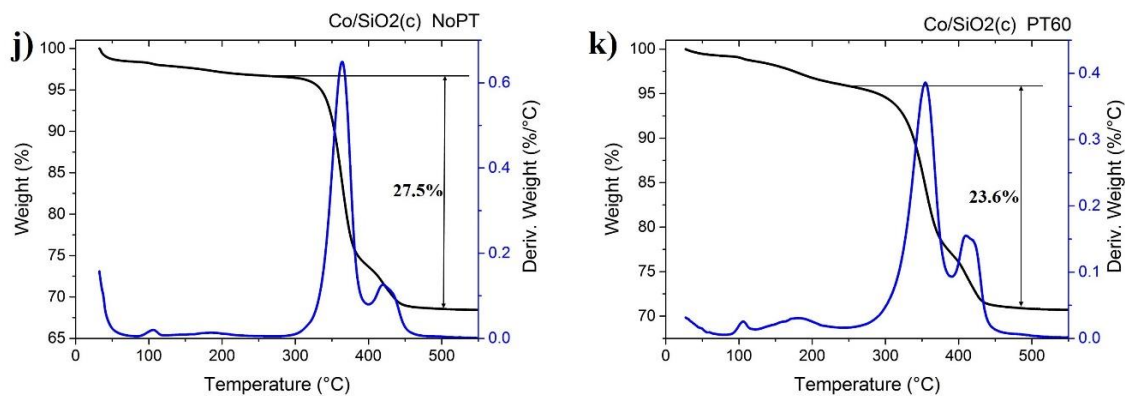 j)
Co/SiO2(c) NoPT
100
95
90
85
80
75
70
65
Weight (%)
27.5%
0.6
0.4
0.2
0.0
Deriv. Weight (%/°C)
0 100 200 300 400 500
Temperature (°C)
k)
Co/SiO2(c) PT60
100
95
90
85
80
75
70
Weight (%)
23.6%
0.4
0.3
0.2
0.1
0.0
Deriv. Weight (%/°C)
0 100 200 300 400 500
Temperature (°C)